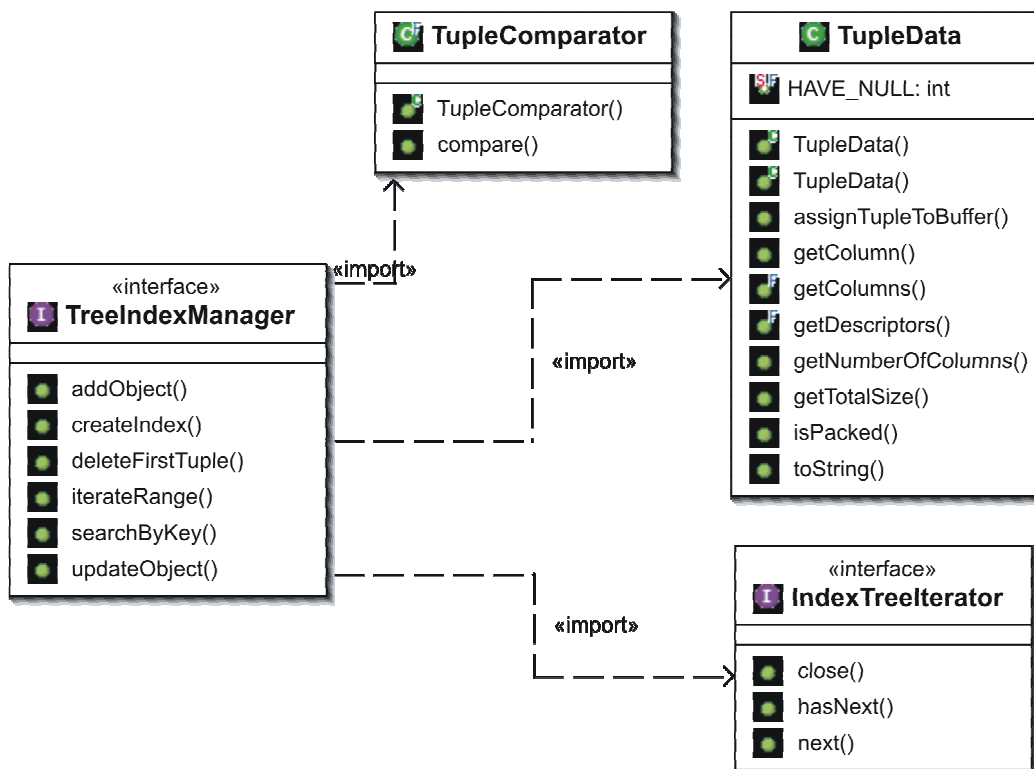 TupleComparator
TupleComparator()
compare()
TupleData
HAVE_NULL: int
TupleData()
TupleData()
assignTupleToBuffer()
getColumn()
getColumns()
getDescriptors()
getNumberOfColumns()
getTotalSize()
isPacked()
toString()
«import»
«interface»
TreeIndexManager
addObject()
createIndex()
deleteFirstTuple()
iterateRange()
searchByKey()
updateObject()
«import»
«import»
«interface»
IndexTreeIterator
close()
hasNext()
next()